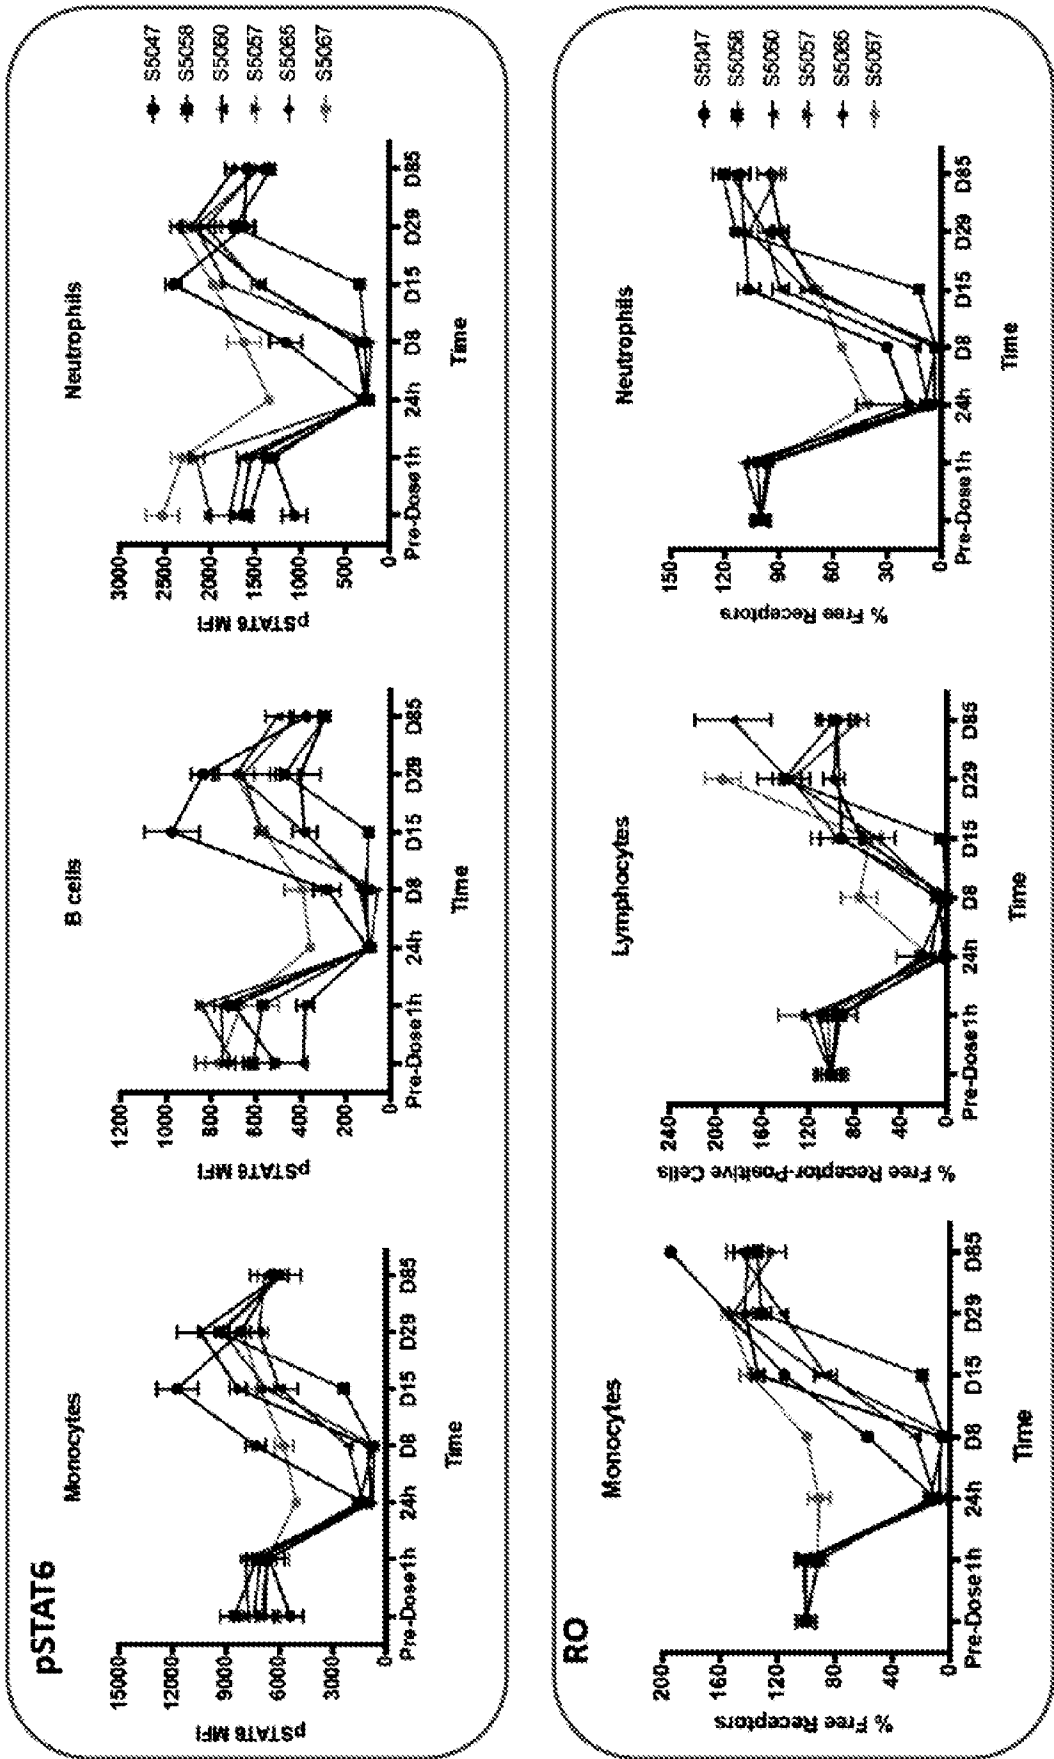 pSTAT6
Monocytes
pSTAT6 MFI
15000
12000
9000
6000
3000
0
Pre-Dose 1h 24h D8 D15 D29 D85
Time
B cells
pSTAT6 MFI
1200
1000
800
600
400
200
0
Pre-Dose 1h 24h D8 D15 D29 D85
Time
Neutrophils
pSTAT6 MFI
3000
2500
2000
1500
1000
500
0
Pre-Dose 1h 24h D8 D15 D29 D85
Time
S5047
S5058
S5060
S5057
S5065
S5067
RO
Monocytes
% Free Receptors
200
160
120
80
40
0
Pre-Dose 1h 24h D8 D15 D29 D85
Time
Lymphocytes
% Free Receptor-Positive Cells
240
200
160
120
80
40
0
Pre-Dose 1h 24h D8 D15 D29 D85
Time
Neutrophils
% Free Receptors
150
120
90
60
30
0
Pre-Dose 1h 24h D8 D15 D29 D85
Time
S5047
S5058
S5060
S5057
S5065
S5067